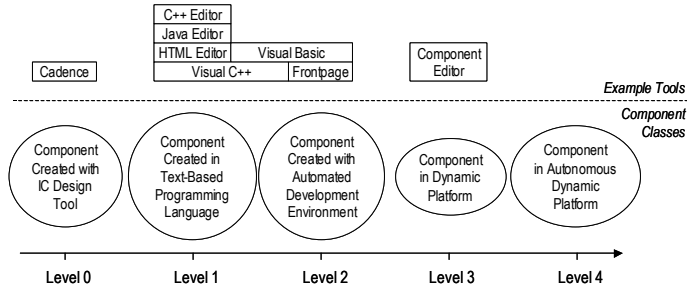 C++ Editor
Java Editor
HTML Editor
Visual Basic
Visual C++
Frontpage
Cadence
Component
Editor
Example Tools
Component
Classes
Component
Created with
IC Design
Tool
Component
Created in
Text-Based
Programming
Language
Component
Created with
Automated
Development
Environment
Component
in Dynamic
Platform
Component
in Autonomous
Dynamic
Platform
Level 0
Level 1
Level 2
Level 3
Level 4